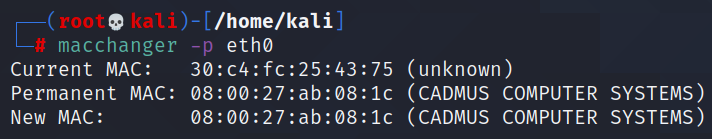 ┌──(root💀kali)-[/home/kali]
└─# macchanger -p eth0
Current MAC:   30:c4:fc:25:43:75 (unknown)
Permanent MAC: 08:00:27:ab:08:1c (CADMUS COMPUTER SYSTEMS)
New MAC:       08:00:27:ab:08:1c (CADMUS COMPUTER SYSTEMS)